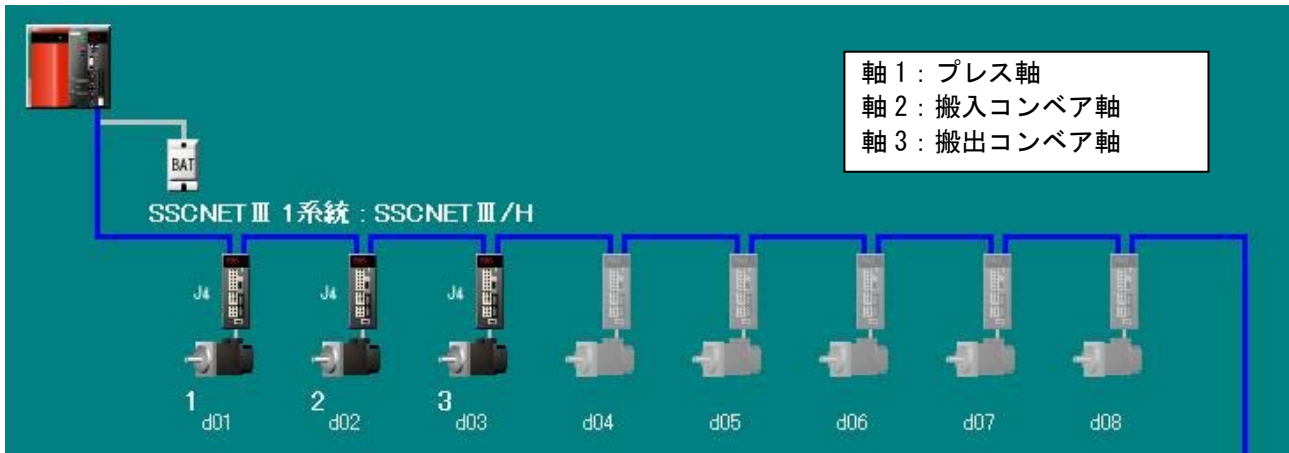 軸1：プレス軸
軸2：搬入コンベア軸
軸3：搬出コンベア軸
BAT
SSCNETⅢ 1系統：SSCNETⅢ/H
J4 J4 J4
1 2 3
d01 d02 d03 d04 d05 d06 d07 d08